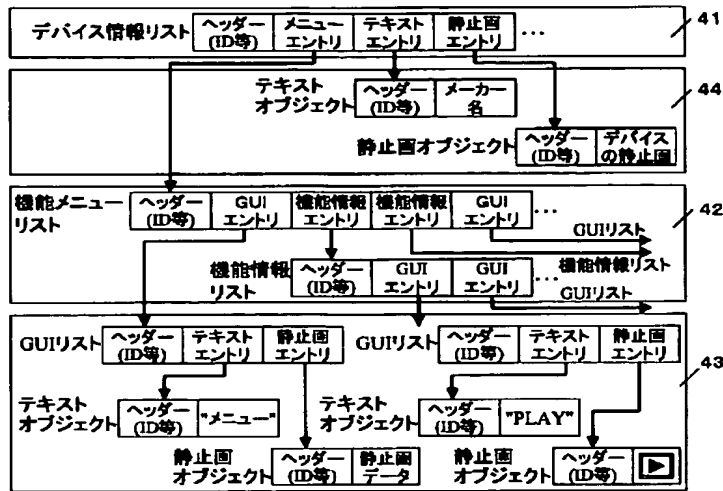 デバイス情報リスト ヘッダー(ID等) メニューエントリ テキストエントリ 静止画エントリ … 41
テキストオブジェクト ヘッダー(ID等) メーカー名 44
静止画オブジェクト ヘッダー(ID等) デバイスの静止画
機能メニューリスト ヘッダー(ID等) GUIエントリ 機能情報エントリ 機能情報エントリ GUIエントリ … 42
GUIリスト
機能情報リスト
機能情報リスト ヘッダー(ID等) GUIエントリ GUIエントリ …
GUIリスト
GUIリスト ヘッダー(ID等) テキストエントリ 静止画エントリ
GUIリスト ヘッダー(ID等) テキストエントリ 静止画エントリ 43
テキストオブジェクト ヘッダー(ID等) "メニュー"
テキストオブジェクト ヘッダー(ID等) "PLAY"
静止画オブジェクト ヘッダー(ID等) 静止画データ
静止画オブジェクト ヘッダー(ID等)